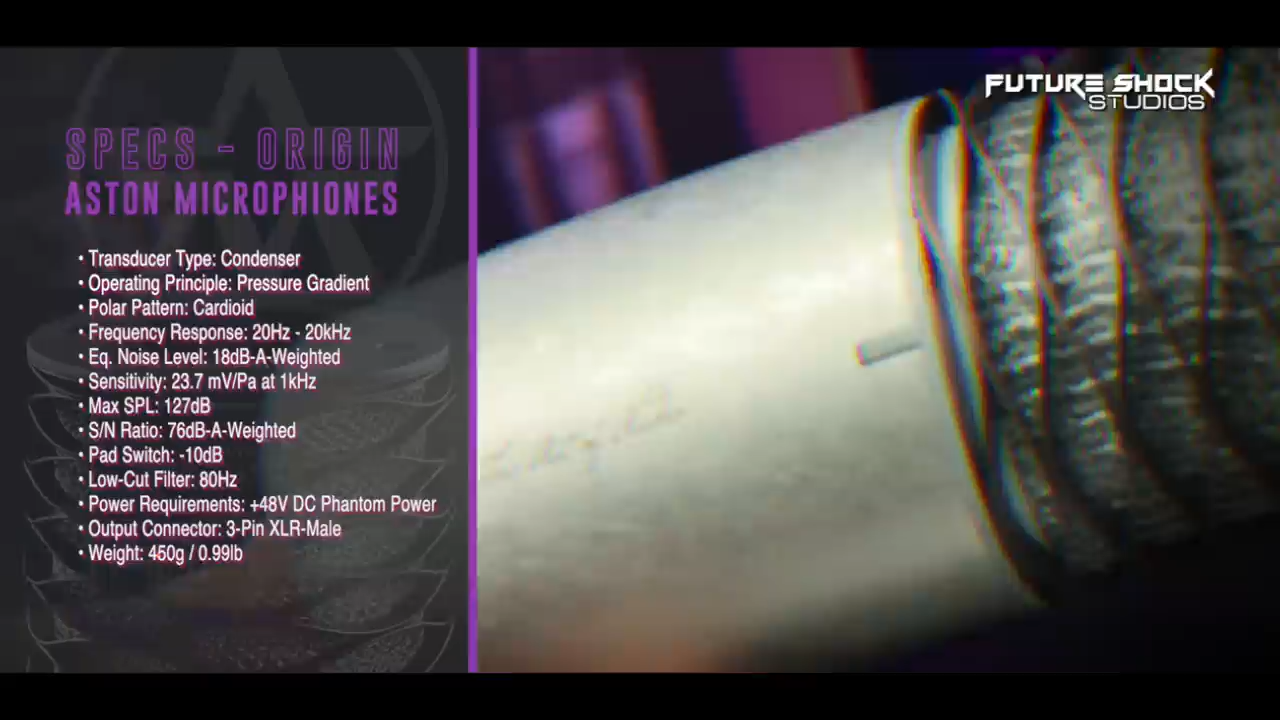 FUTURE SHOCK
STUDIOS
SPECS - ORIGIN
ASTON MICROPHIONES
• Transducer Type: Condenser
• Operating Principle: Pressure Gradient
• Polar Pattern: Cardioid
• Frequency Response: 20Hz - 20kHz
• Eq. Noise Level: 18dB-A-Weighted
• Sensitivity: 23.7 mV/Pa at 1kHz
• Max SPL: 127dB
• S/N Ratio: 76dB-A-Weighted
• Pad Switch: -10dB
• Low-Cut Filter: 80Hz
• Power Requirements: +48V DC Phantom Power
• Output Connector: 3-Pin XLR-Male
• Weight: 450g / 0.99lb